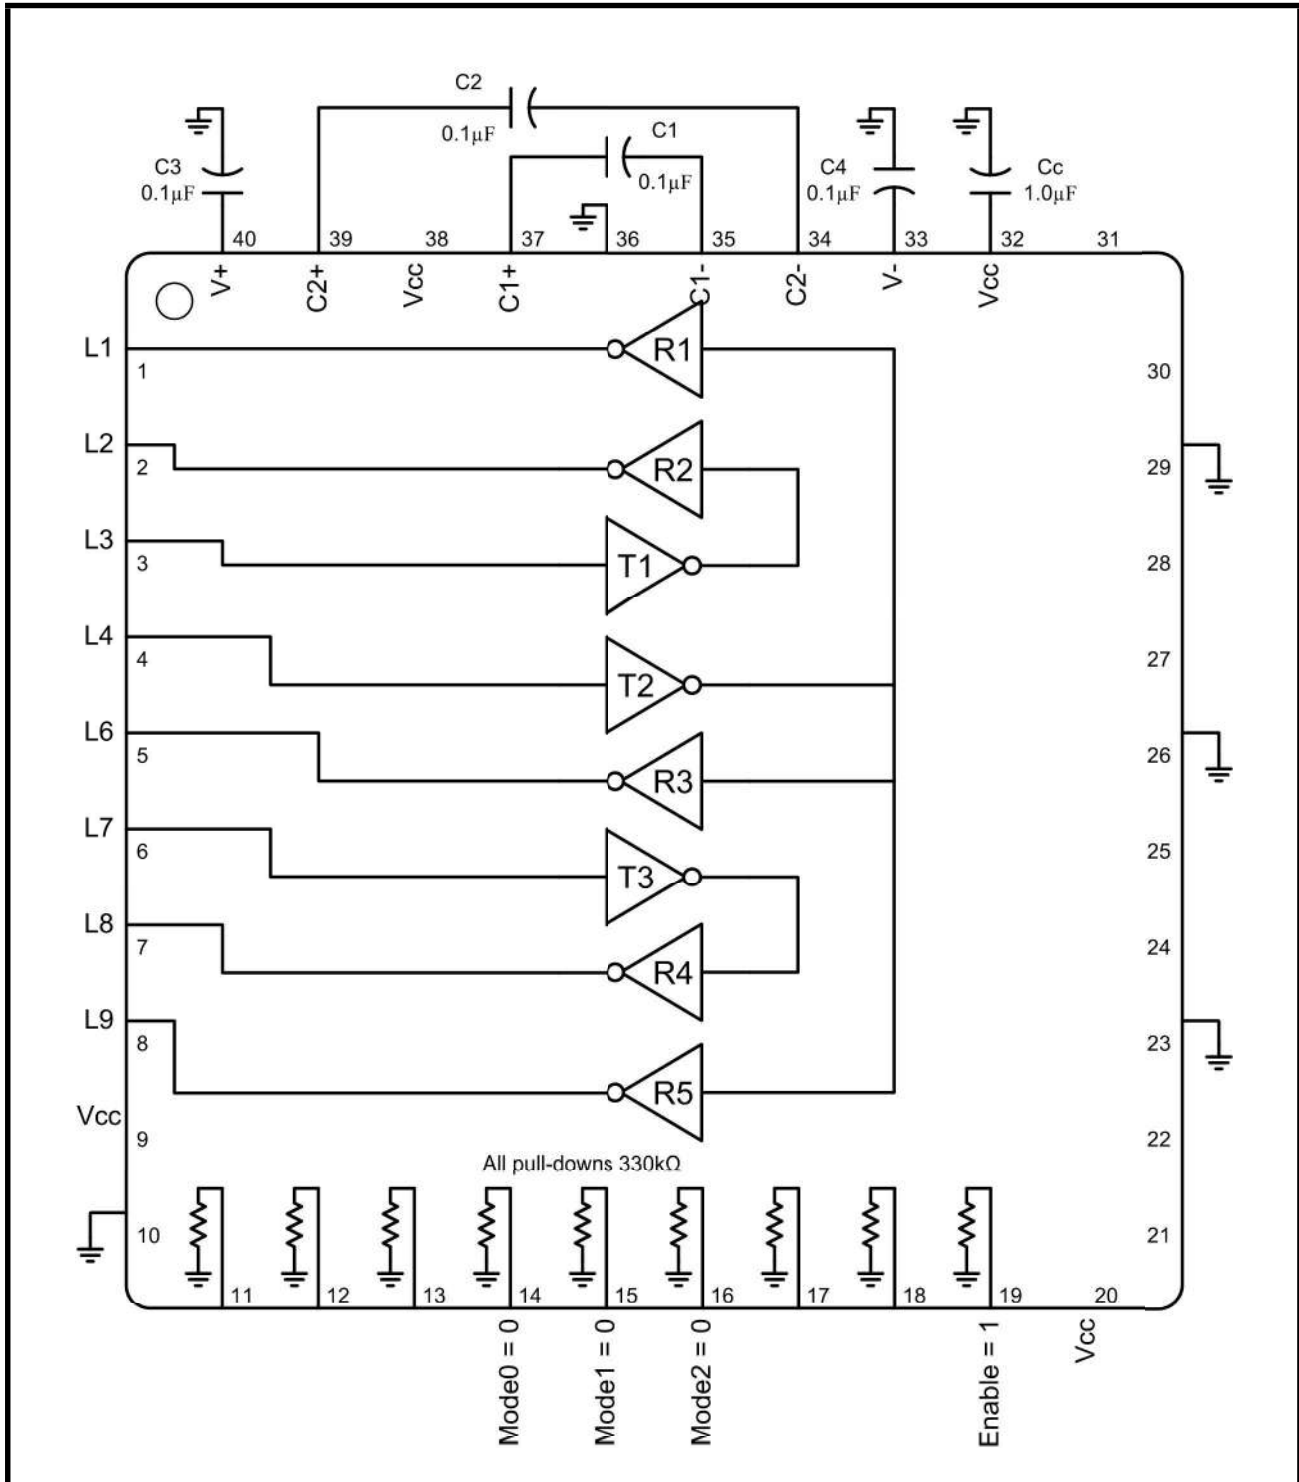 C2
0.1μF
C1
0.1μF
C3
0.1μF
C4
0.1μF
Cc
1.0μF
40
39
38
37
36
35
34
33
32
31
V+
C2+
Vcc
C1+
C1-
C2-
V-
Vcc
L1
1
R1
30
L2
2
R2
29
L3
3
T1
28
L4
4
T2
27
L6
5
R3
26
L7
6
T3
25
L8
7
R4
24
L9
8
R5
23
Vcc
9
22
All pull-downs 330kΩ
10
21
11
12
13
14
15
16
17
18
19
20
Mode0 = 0
Mode1 = 0
Mode2 = 0
Enable = 1
Vcc